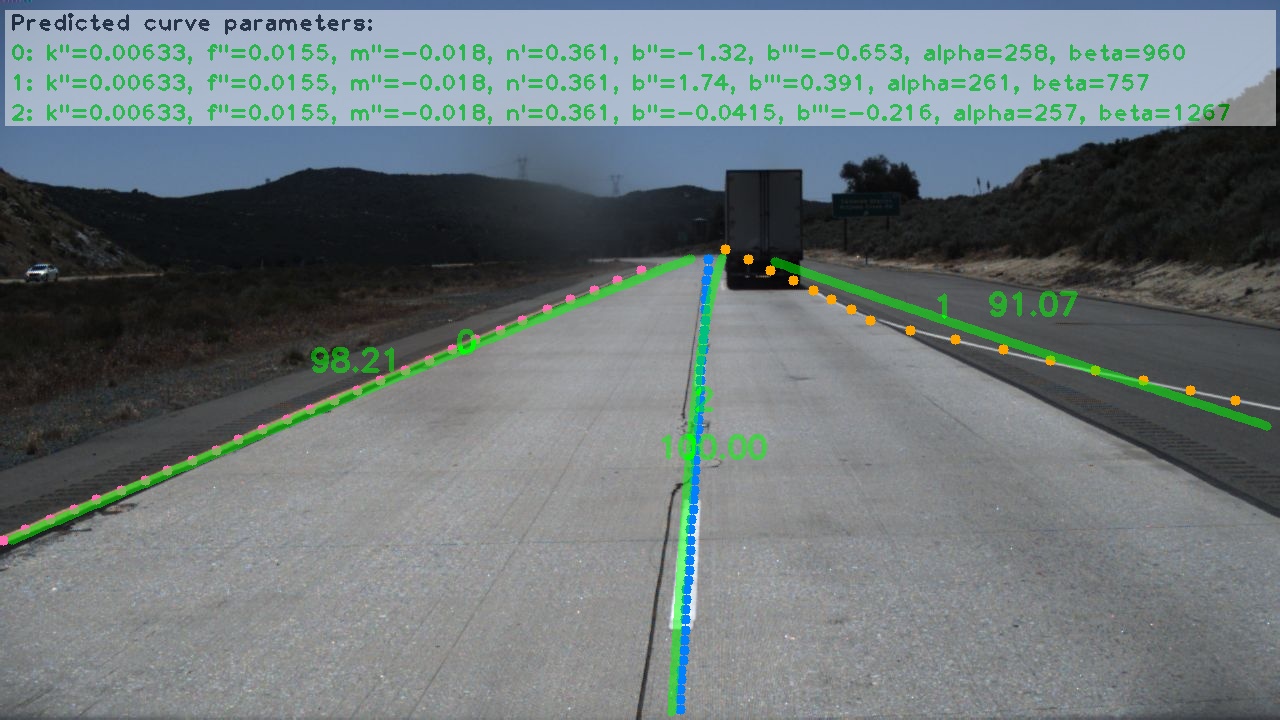 Predicted curve parameters:
0: k''=0.00633, f''=0.0155, m''=-0.018, n'=0.361, b''=-1.32, b'''=-0.653, alpha=258, beta=960
1: k''=0.00633, f''=0.0155, m''=-0.018, n'=0.361, b''=1.74, b'''=0.391, alpha=261, beta=757
2: k''=0.00633, f''=0.0155, m''=-0.018, n'=0.361, b''=-0.0415, b'''=-0.216, alpha=257, beta=1267
1 91.07
98.21 0
100.00